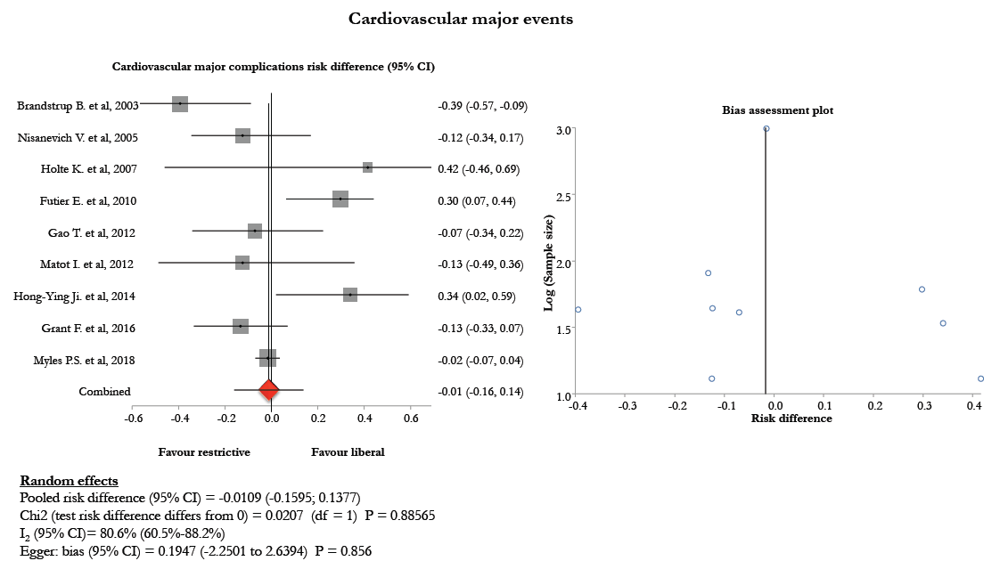 Cardiovascular major events
Cardiovascular major complications risk difference (95% CI)
Brandstrup B. et al, 2003 -0.39 (-0.57, -0.09)
Nisanevich V. et al, 2005 -0.12 (-0.34, 0.17)
Holte K. et al, 2007 0.42 (-0.46, 0.69)
Futier E. et al, 2010 0.30 (0.07, 0.44)
Gao T. et al, 2012 -0.07 (-0.34, 0.22)
Matot I. et al, 2012 -0.13 (-0.49, 0.36)
Hong-Ying Ji. et al, 2014 0.34 (0.02, 0.59)
Grant F. et al, 2016 -0.13 (-0.33, 0.07)
Myles P.S. et al, 2018 -0.02 (-0.07, 0.04)
Combined -0.01 (-0.16, 0.14)
-0.6 -0.4 -0.2 0.0 0.2 0.4 0.6
Favour restrictive Favour liberal
Bias assessment plot
Log (Sample size)
3.0
2.5
2.0
1.5
1.0
-0.4 -0.3 -0.2 -0.1 0.0 0.1 0.2 0.3 0.4
Risk difference
Random effects
Pooled risk difference (95% CI) = -0.0109 (-0.1595; 0.1377)
Chi2 (test risk difference differs from 0) = 0.0207 (df = 1) P = 0.88565
I₂ (95% CI)= 80.6% (60.5%-88.2%)
Egger: bias (95% CI) = 0.1947 (-2.2501 to 2.6394) P = 0.856